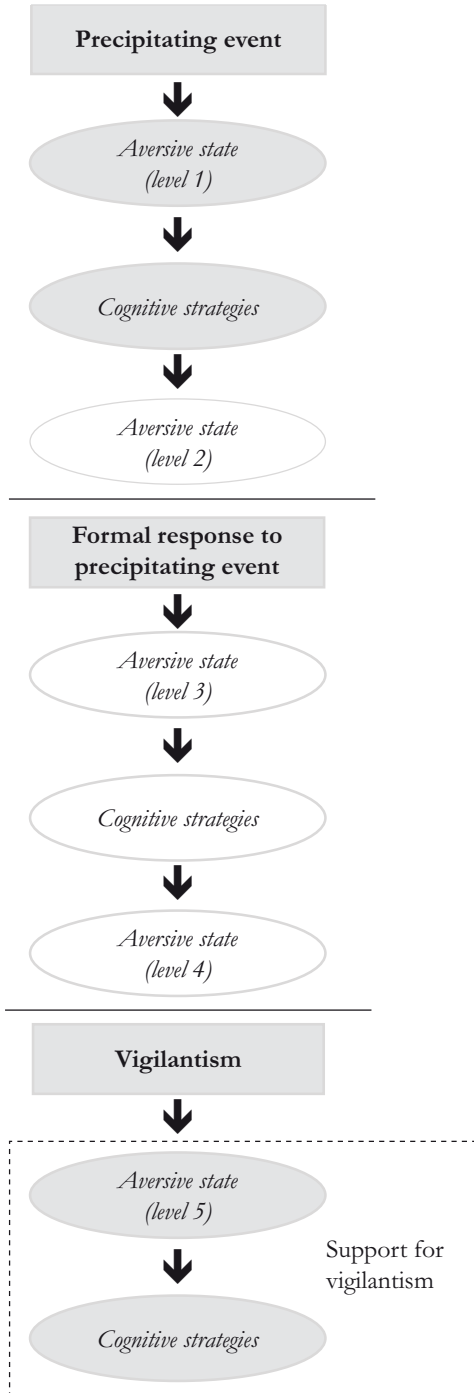 Precipitating event
Aversive state
(level 1)
Cognitive strategies
Aversive state
(level 2)
Formal response to
precipitating event
Aversive state
(level 3)
Cognitive strategies
Aversive state
(level 4)
Vigilantism
Aversive state
(level 5)
Support for
vigilantism
Cognitive strategies